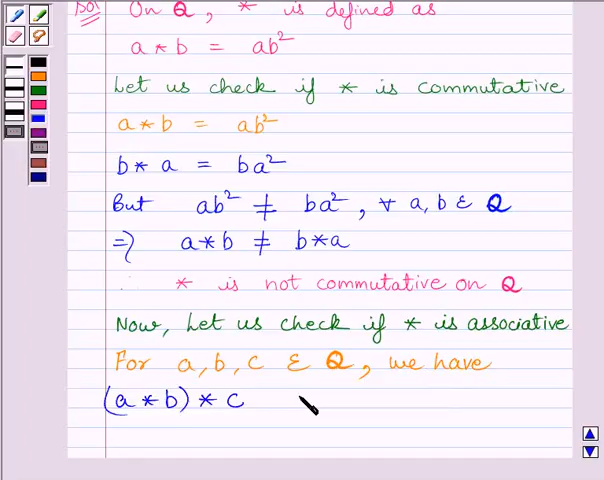 Sol On Q, * is defined as
a * b = ab²
Let us check if * is commutative
a * b = ab²
b * a = ba²
But ab² ≠ ba², ∀ a, b ε Q
⇒ a * b ≠ b * a
∴ * is not commutative on Q
Now, Let us check if * is associative
For a, b, c ε Q, we have
(a * b) * c